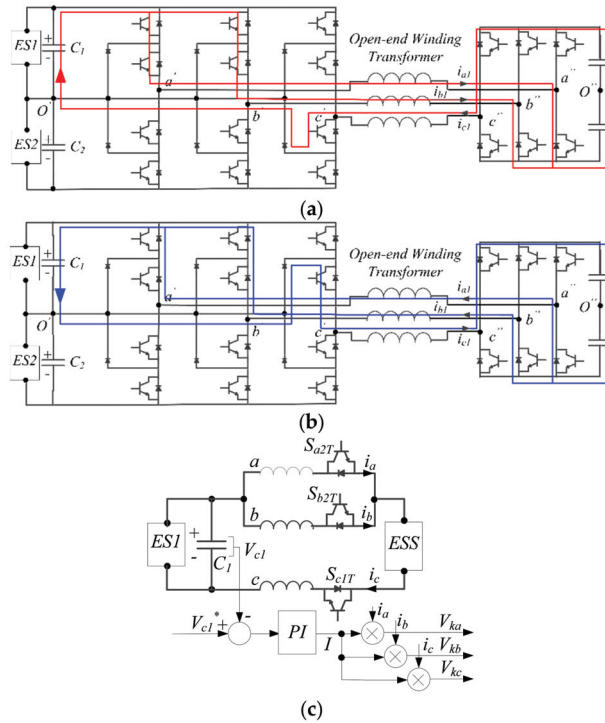 ES1
+
-
C1
Open-end Winding
Transformer
a'
ia1
a''
O'
b'
ib1
b''
O''
c'
ic1
c''
ES2
+
-
C2
(a)
ES1
+
-
C1
Open-end Winding
Transformer
a'
ia1
a''
O'
b
ib1
b''
O''
c'
ic1
c''
ES2
+
-
C2
(b)
Sa2T
a
ia
Sb2T
b
ib
ES1
+
-
C1
Vc1
ESS
Sc1T
c
ic
Vc1*
+
-
PI
I
ia
ib
ic
Vka
Vkb
Vkc
(c)